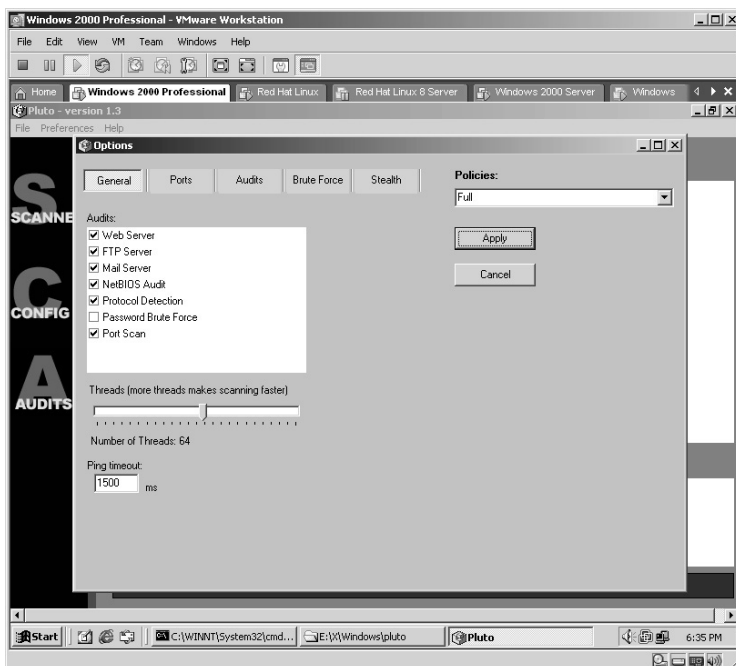 Windows 2000 Professional - VMware Workstation
File Edit View VM Team Windows Help
Home Windows 2000 Professional Red Hat Linux Red Hat Linux 8 Server Windows 2000 Server Windows
Pluto - version 1.3
File Preferences Help
Options
General Ports Audits Brute Force Stealth
Policies:
Full
Apply
Cancel
S
SCANNE
C
CONFIG
A
AUDITS
Audits:
Web Server
FTP Server
Mail Server
NetBIOS Audit
Protocol Detection
Password Brute Force
Port Scan
Threads (more threads makes scanning faster)
Number of Threads: 64
Ping timeout:
1500 ms
Start C:\WINNT\System32\cmd... E:\X\Windows\pluto Pluto 6:35 PM